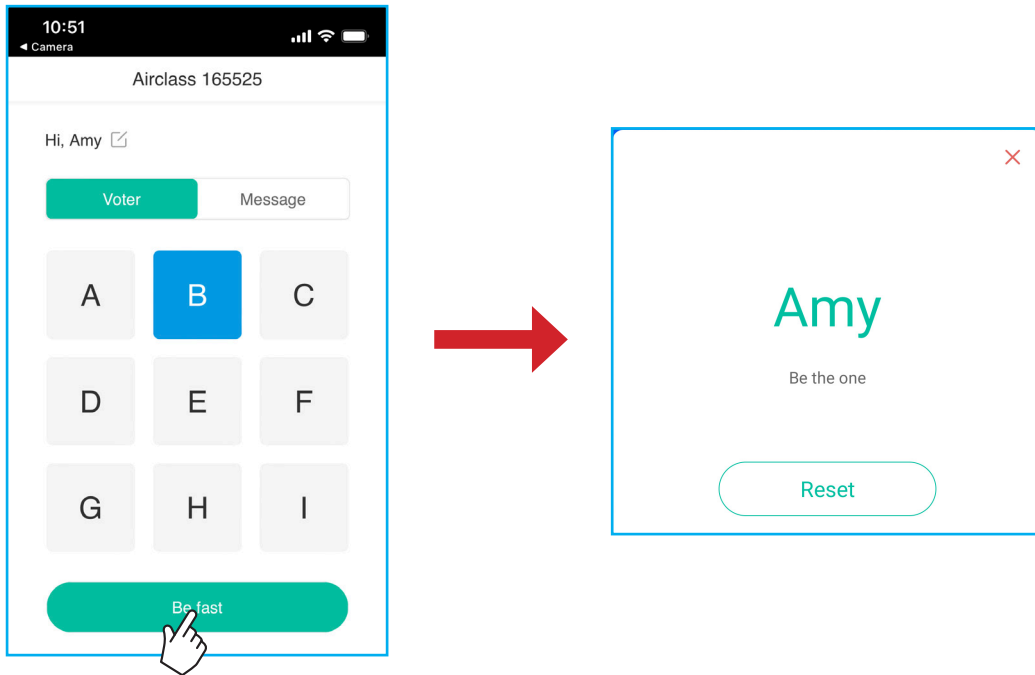 10:51
◄ Camera
Airclass 165525
Hi, Amy
Voter Message
A B C
D E F
G H I
Be fast
Amy
Be the one
Reset